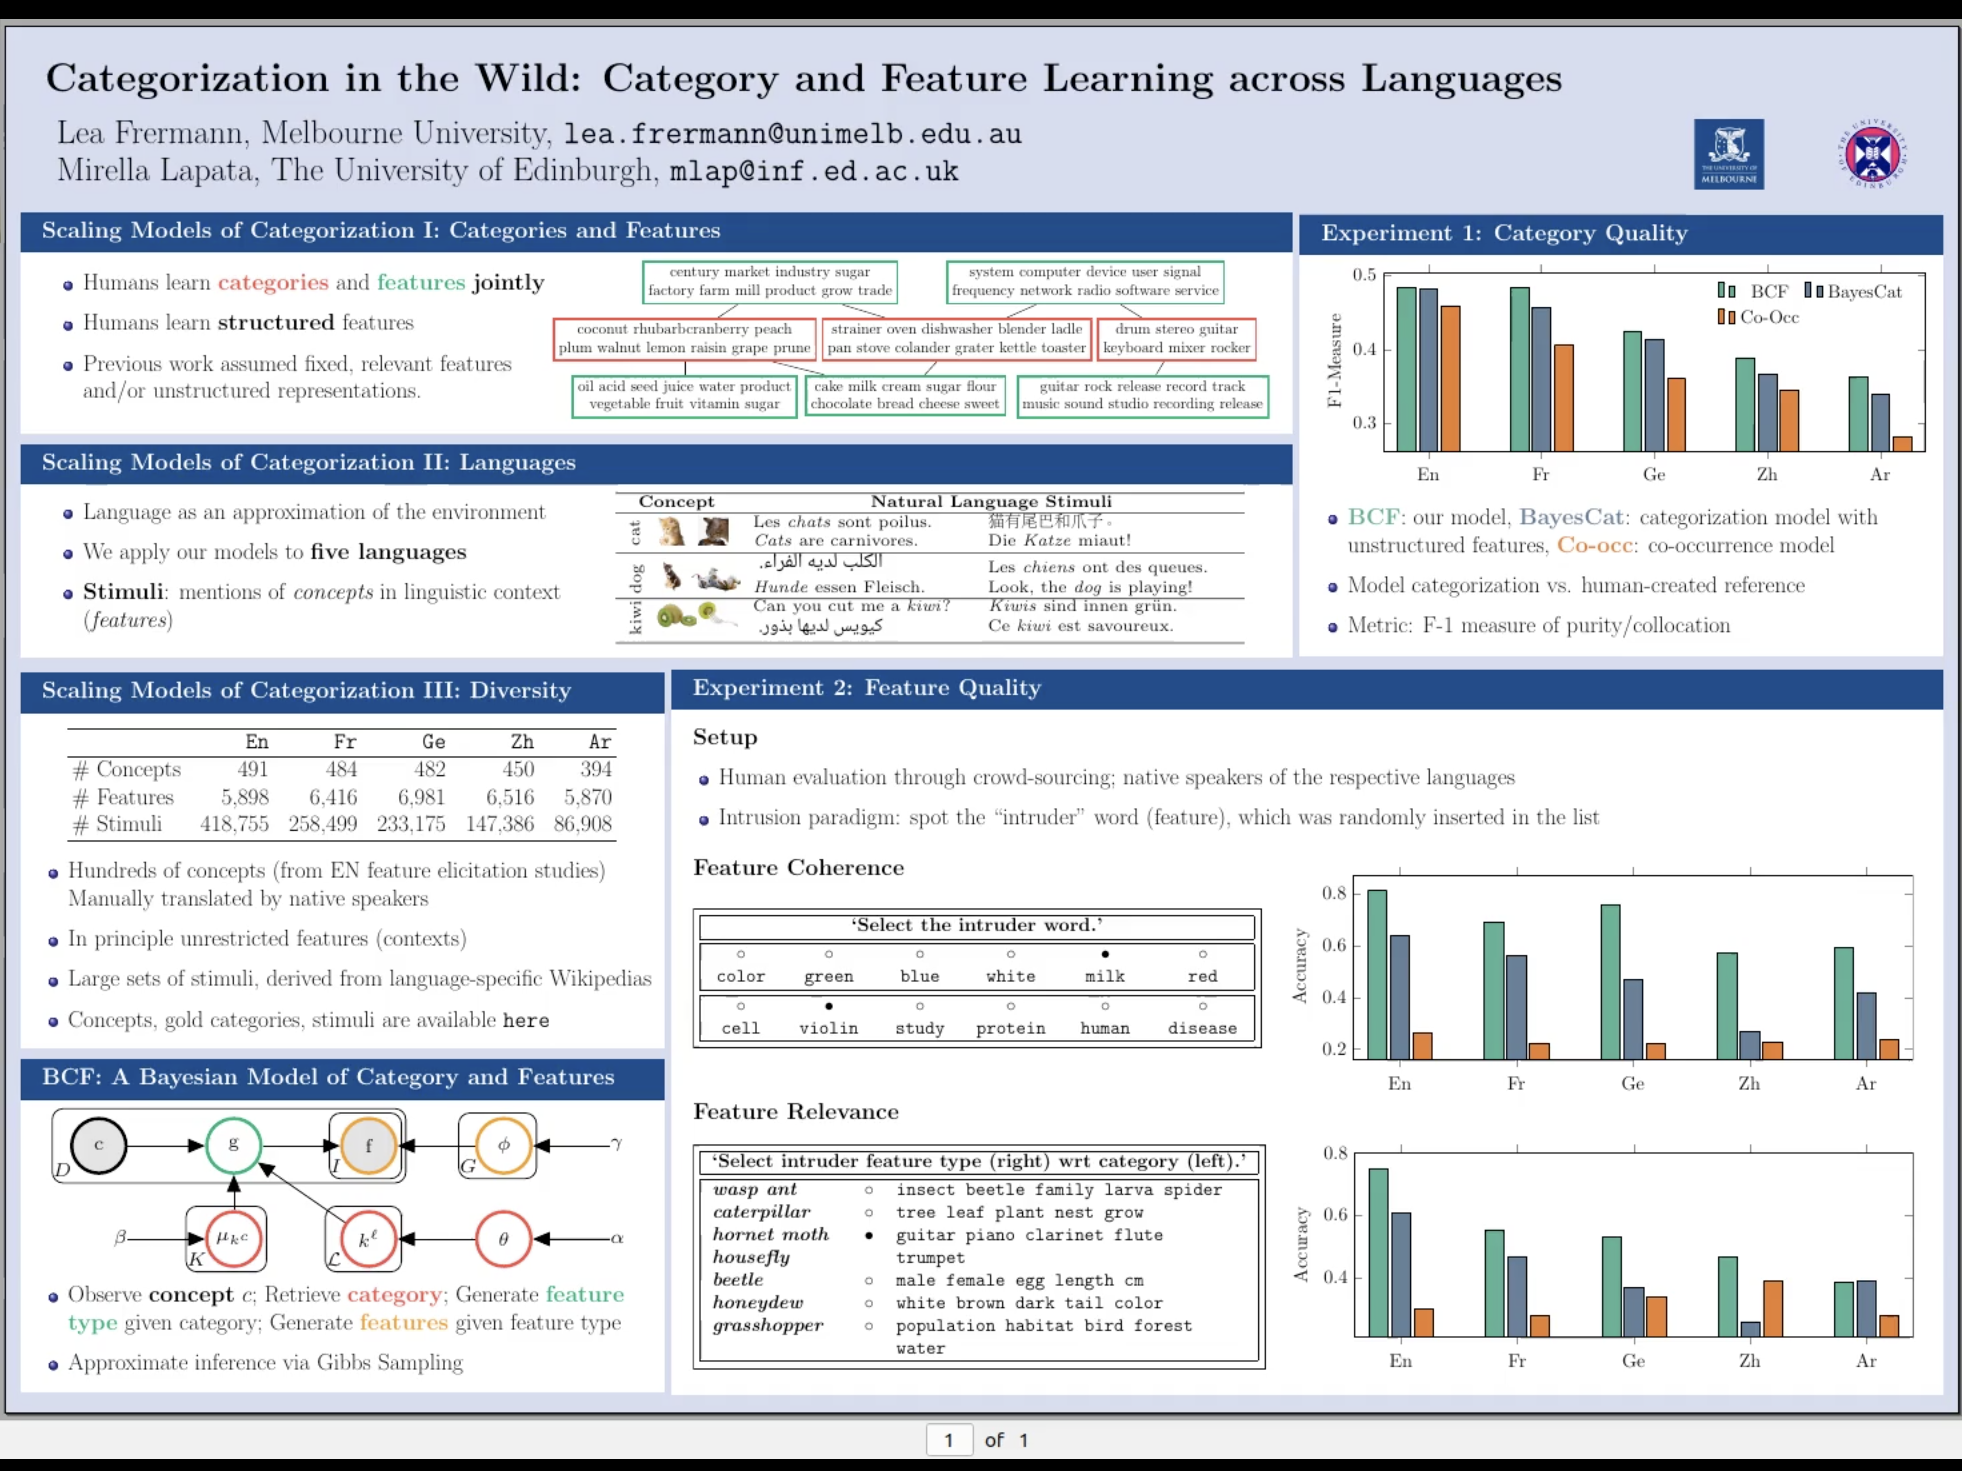 Categorization in the Wild: Category and Feature Learning across Languages
Lea Frermann, Melbourne University, lea.frermann@unimelb.edu.au
Mirella Lapata, The University of Edinburgh, mlap@inf.ed.ac.uk
THE UNIVERSITY OF
MELBOURNE
Scaling Models of Categorization I: Categories and Features
Humans learn categories and features jointly
Humans learn structured features
Previous work assumed fixed, relevant features
and/or unstructured representations.
century market industry sugar
factory farm mill product grow trade
system computer device user signal
frequency network radio software service
coconut rhubarbcranberry peach
plum walnut lemon raisin grape prune
strainer oven dishwasher blender ladle
pan stove colander grater kettle toaster
drum stereo guitar
keyboard mixer rocker
oil acid seed juice water product
vegetable fruit vitamin sugar
cake milk cream sugar flour
chocolate bread cheese sweet
guitar rock release record track
music sound studio recording release
Scaling Models of Categorization II: Languages
Language as an approximation of the environment
We apply our models to five languages
Stimuli: mentions of concepts in linguistic context
(features)
Concept Natural Language Stimuli
cat
Les chats sont poilus. 猫有尾巴和爪子。
Cats are carnivores. Die Katze miaut!
dog
الكلب لديه الفراء. Les chiens ont des queues.
Hunde essen Fleisch. Look, the dog is playing!
kiwi
Can you cut me a kiwi? Kiwis sind innen grün.
كيويس لديها بذور. Ce kiwi est savoureux.
Experiment 1: Category Quality
F1-Measure
0.5
0.4
0.3
BCF BayesCat
Co-Occ
En Fr Ge Zh Ar
BCF: our model, BayesCat: categorization model with
unstructured features, Co-occ: co-occurrence model
Model categorization vs. human-created reference
Metric: F-1 measure of purity/collocation
Scaling Models of Categorization III: Diversity
En Fr Ge Zh Ar
# Concepts 491 484 482 450 394
# Features 5,898 6,416 6,981 6,516 5,870
# Stimuli 418,755 258,499 233,175 147,386 86,908
Hundreds of concepts (from EN feature elicitation studies)
Manually translated by native speakers
In principle unrestricted features (contexts)
Large sets of stimuli, derived from language-specific Wikipedias
Concepts, gold categories, stimuli are available here
BCF: A Bayesian Model of Category and Features
c g f ϕ γ
D I G
β μkc kℓ θ α
K L
Observe concept c; Retrieve category; Generate feature
type given category; Generate features given feature type
Approximate inference via Gibbs Sampling
Experiment 2: Feature Quality
Setup
Human evaluation through crowd-sourcing; native speakers of the respective languages
Intrusion paradigm: spot the “intruder” word (feature), which was randomly inserted in the list
Feature Coherence
‘Select the intruder word.’
color green blue white milk red
cell violin study protein human disease
Accuracy
0.8
0.6
0.4
0.2
En Fr Ge Zh Ar
Feature Relevance
‘Select intruder feature type (right) wrt category (left).’
wasp ant insect beetle family larva spider
caterpillar tree leaf plant nest grow
hornet moth guitar piano clarinet flute
housefly trumpet
beetle male female egg length cm
honeydew white brown dark tail color
grasshopper population habitat bird forest
water
Accuracy
0.8
0.6
0.4
En Fr Ge Zh Ar
1 of 1